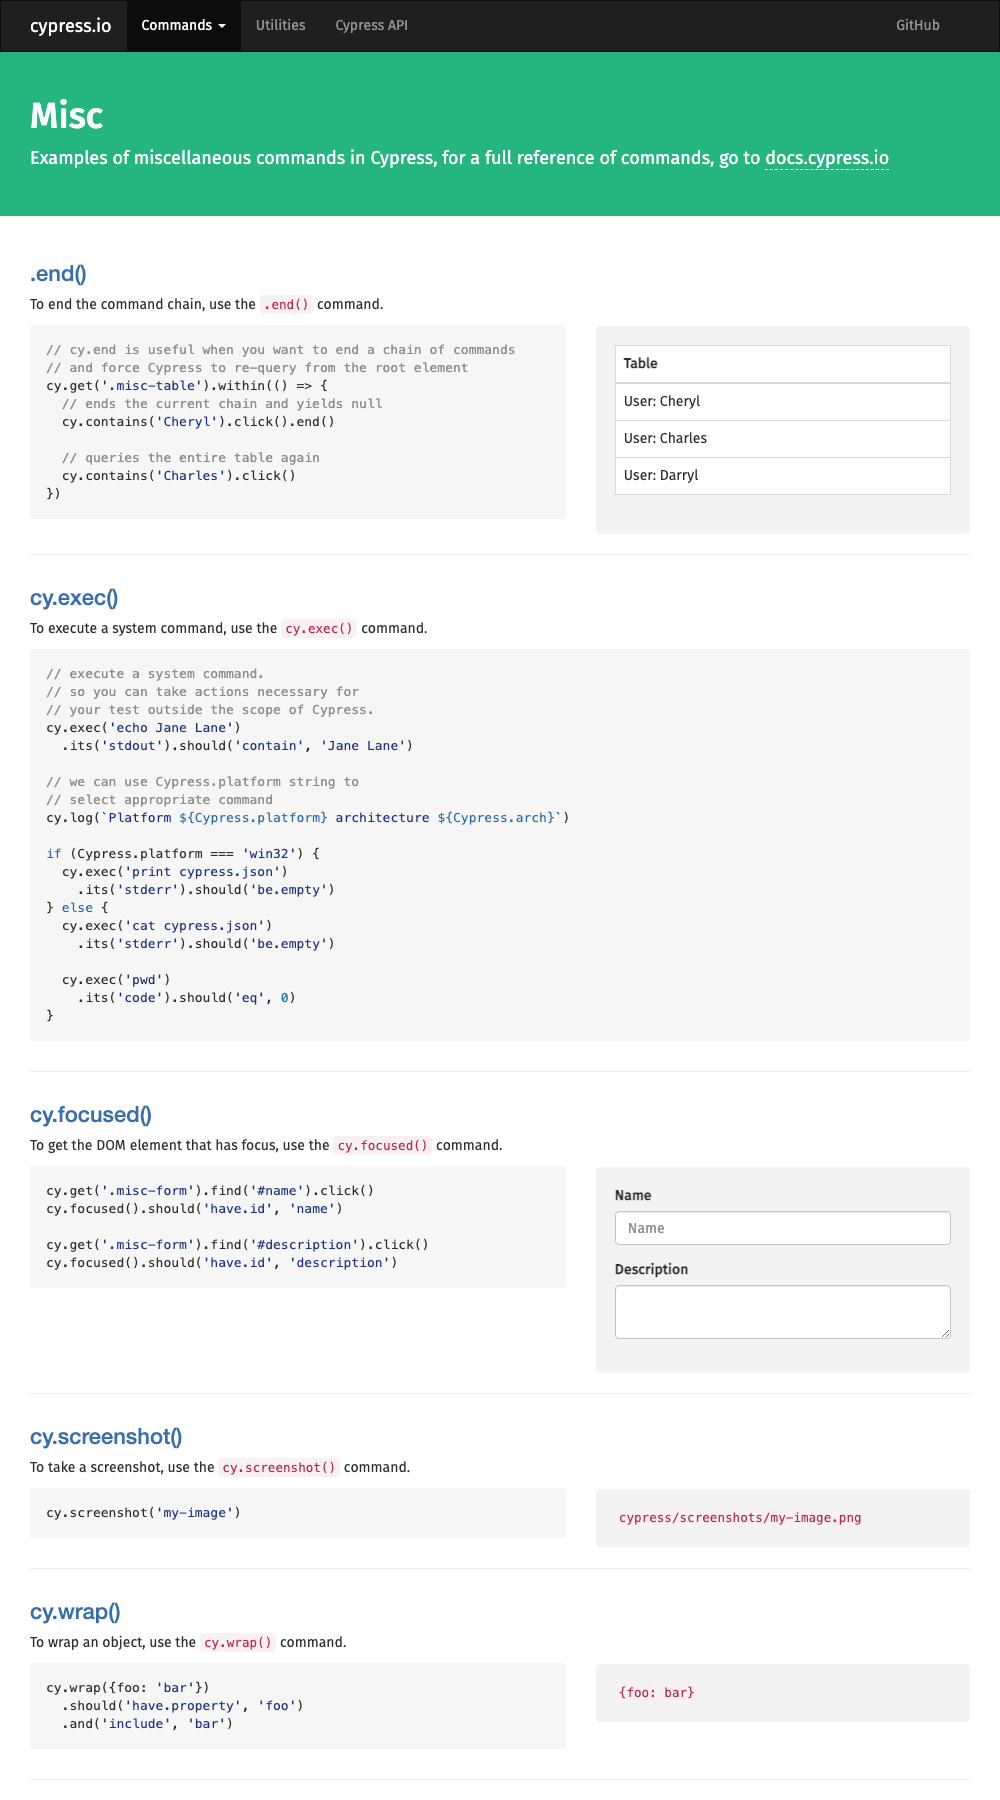 cypress.io Commands Utilities Cypress API GitHub
Misc
Examples of miscellaneous commands in Cypress, for a full reference of commands, go to docs.cypress.io
.end()
To end the command chain, use the .end() command.
// cy.end is useful when you want to end a chain of commands
// and force Cypress to re-query from the root element
cy.get('.misc-table').within(() => {
  // ends the current chain and yields null
  cy.contains('Cheryl').click().end()
  // queries the entire table again
  cy.contains('Charles').click()
})
Table
User: Cheryl
User: Charles
User: Darryl
cy.exec()
To execute a system command, use the cy.exec() command.
// execute a system command.
// so you can take actions necessary for
// your test outside the scope of Cypress.
cy.exec('echo Jane Lane')
  .its('stdout').should('contain', 'Jane Lane')
// we can use Cypress.platform string to
// select appropriate command
cy.log(`Platform ${Cypress.platform} architecture ${Cypress.arch}`)
if (Cypress.platform === 'win32') {
  cy.exec('print cypress.json')
    .its('stderr').should('be.empty')
} else {
  cy.exec('cat cypress.json')
    .its('stderr').should('be.empty')
  cy.exec('pwd')
    .its('code').should('eq', 0)
}
cy.focused()
To get the DOM element that has focus, use the cy.focused() command.
cy.get('.misc-form').find('#name').click()
cy.focused().should('have.id', 'name')
cy.get('.misc-form').find('#description').click()
cy.focused().should('have.id', 'description')
Name
Name
Description
cy.screenshot()
To take a screenshot, use the cy.screenshot() command.
cy.screenshot('my-image')
cypress/screenshots/my-image.png
cy.wrap()
To wrap an object, use the cy.wrap() command.
cy.wrap({foo: 'bar'})
  .should('have.property', 'foo')
  .and('include', 'bar')
{foo: bar}